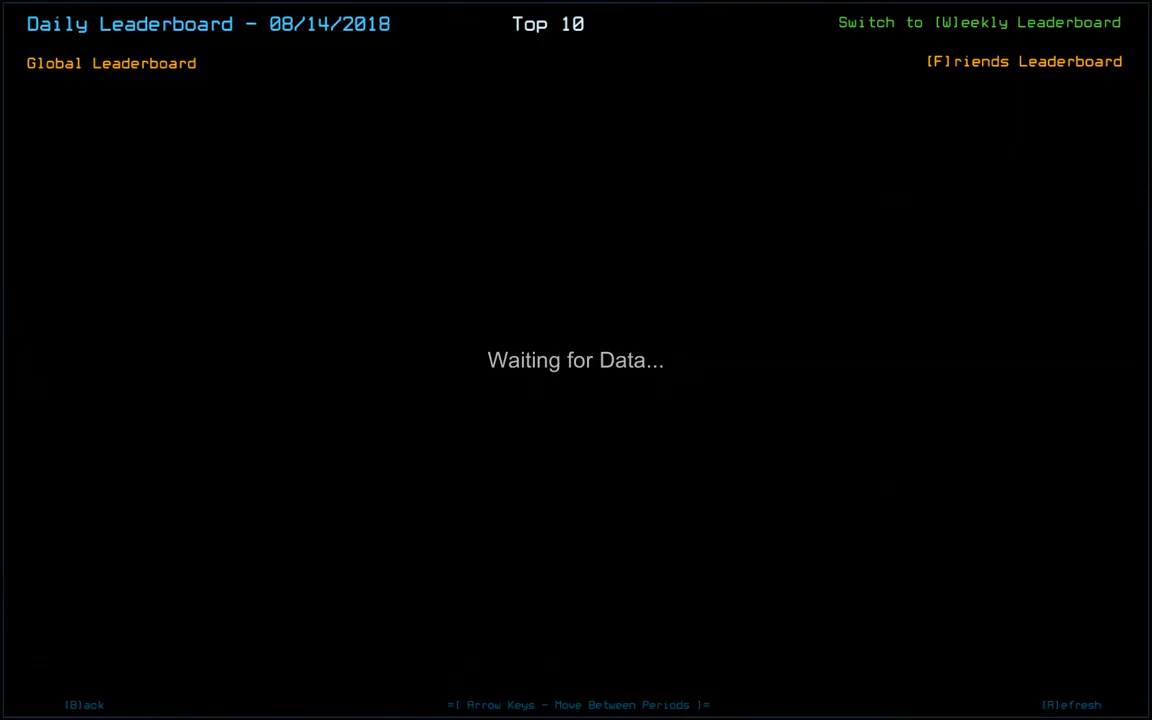 Daily Leaderboard - 08/14/2018 Top 10 Switch to [W]eekly Leaderboard
Global Leaderboard [F]riends Leaderboard
Waiting for Data...
[B]ack =[ Arrow Keys - Move Between Periods ]= [R]efresh